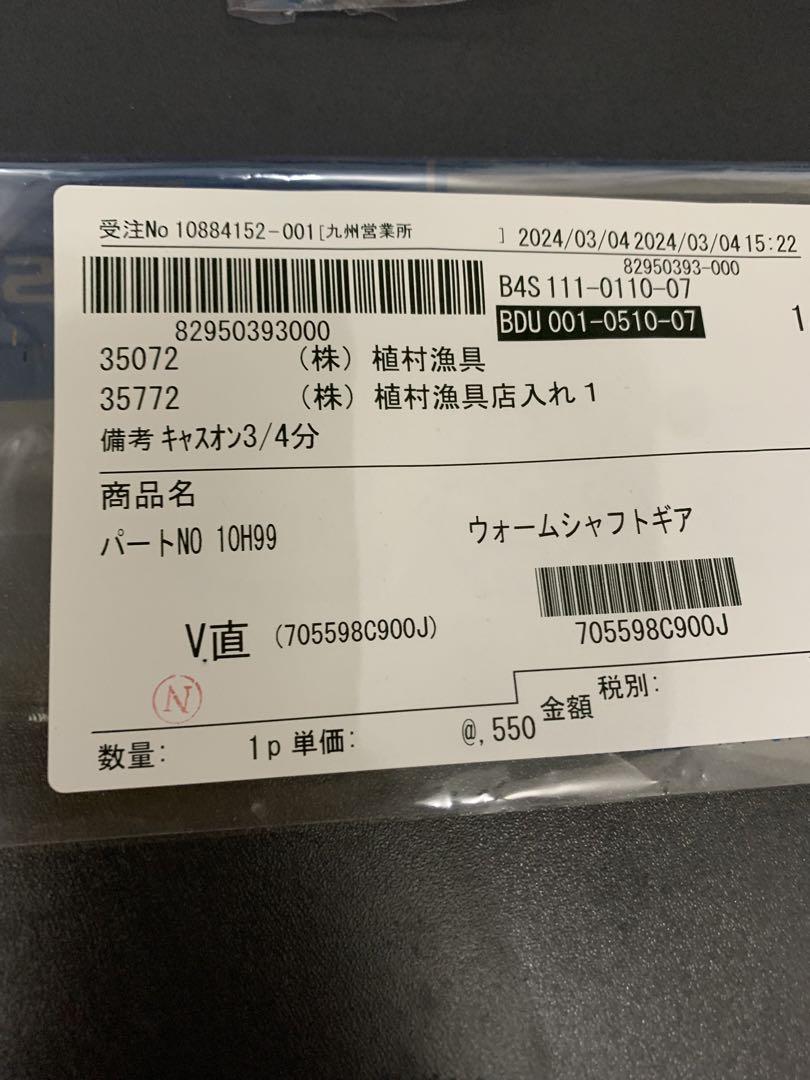 受注No 10884152-001[九州営業所 ] 2024/03/04 2024/03/04 15:22
82950393-000
B4S 111-0110-07
82950393000
BDU 001-0510-07 1
35072 (株) 植村漁具
35772 (株) 植村漁具店入れ1
備考 ｷｬｽｵﾝ3/4分
商品名
パートNO 10H99 ウォームシャフトギア
V.直 (705598C900J) 705598C900J
N
数量: 1p 単価: @,550 金額 税別: